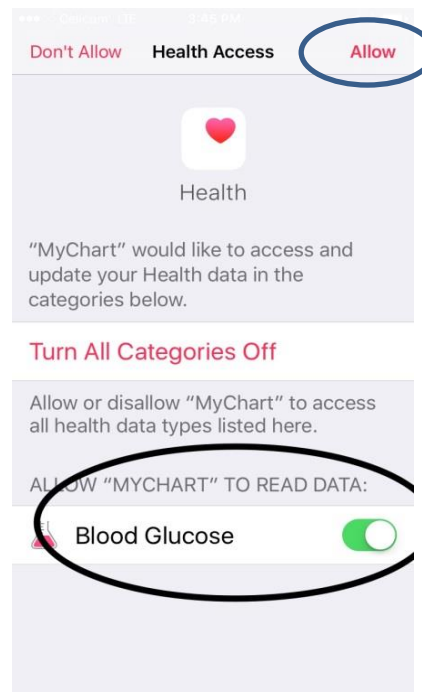 Don't Allow Health Access Allow
Health
"MyChart" would like to access and
update your Health data in the
categories below.
Turn All Categories Off
Allow or disallow "MyChart" to access
all health data types listed here.
ALLOW "MYCHART" TO READ DATA:
Blood Glucose